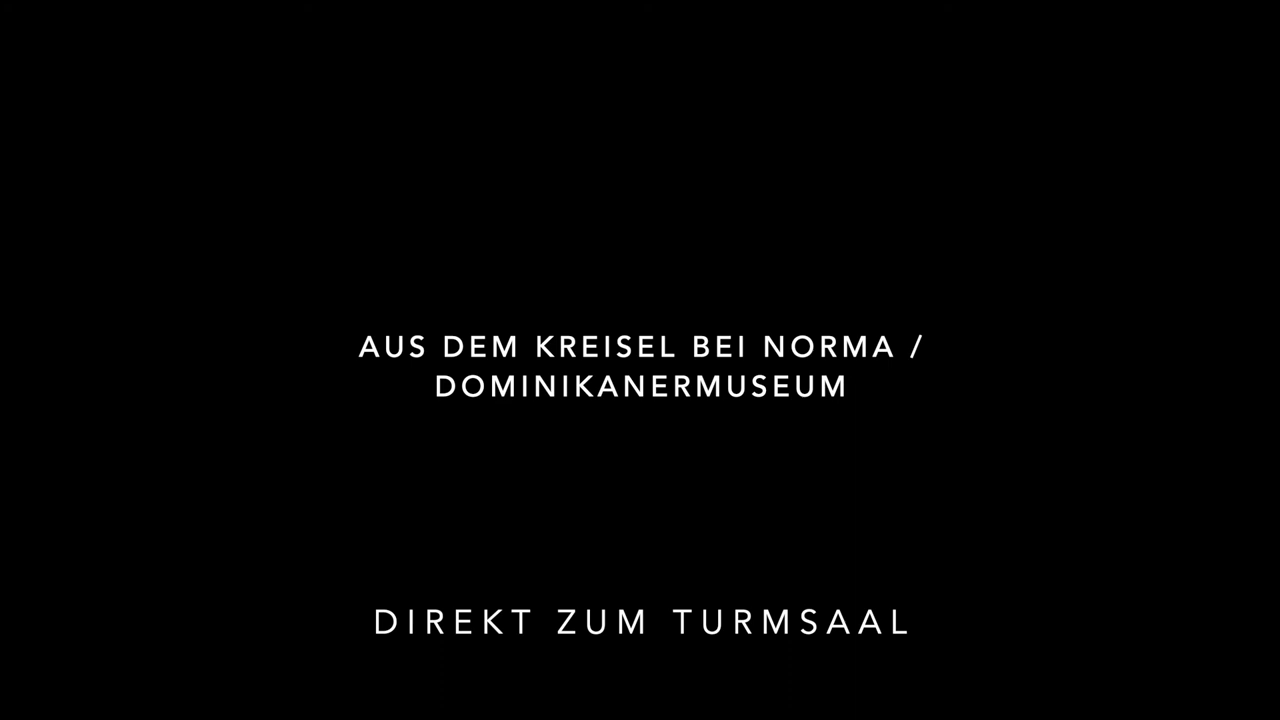 AUS DEM KREISEL BEI NORMA /
DOMINIKANERMUSEUM
DIREKT ZUM TURMSAAL